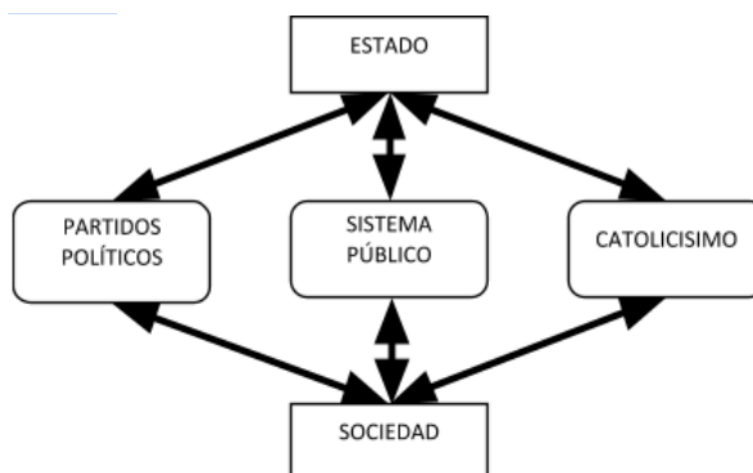 ESTADO
PARTIDOS
POLÍTICOS
SISTEMA
PÚBLICO
CATOLICISIMO
SOCIEDAD